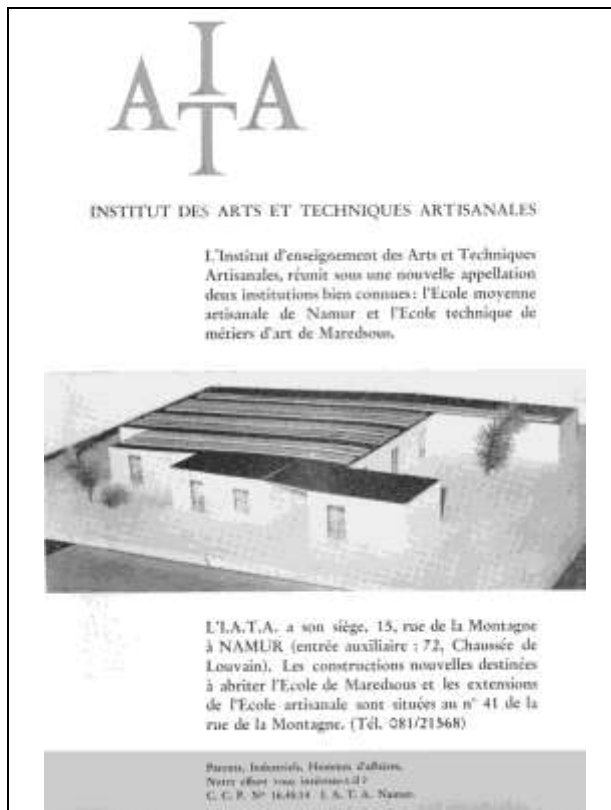 IATA
INSTITUT DES ARTS ET TECHNIQUES ARTISANALES
L'Institut d'enseignement des Arts et Techniques
Artisanales, réunit sous une nouvelle appellation
deux institutions bien connues: l'Ecole moyenne
artisanale de Namur et l'Ecole technique de
métiers d'art de Maredsous.
L'I.A.T.A. a son siège, 15, rue de la Montagne
à NAMUR (entrée auxiliaire : 72, Chaussée de
Louvain). Les constructions nouvelles destinées
à abriter l'Ecole de Maredsous et les extensions
de l'Ecole artisanale sont situées au n° 41 de la
rue de la Montagne. (Tél. 081/21568)
Parents, Industriels, Hommes d'affaires,
Notre effort vous intéresse-t-il ?
C. C. P. N° I. A. T. A. Namur.